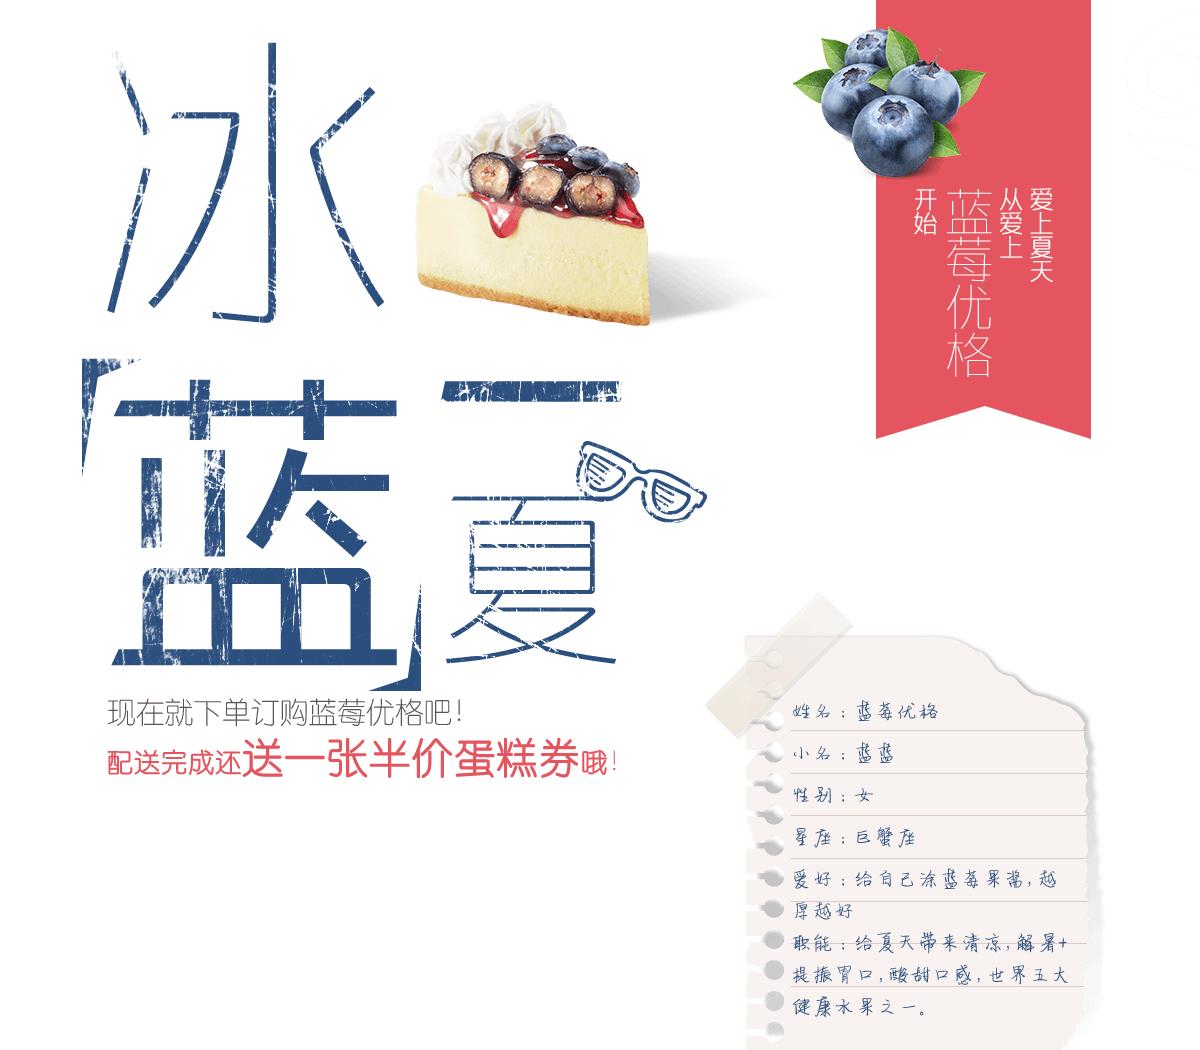 冰
「蓝」夏
现在就下单订购蓝莓优格吧！
配送完成还送一张半价蛋糕券哦！
爱上夏天
从爱上
蓝莓优格
开始
姓名：蓝莓优格
小名：蓝蓝
性别：女
星座：巨蟹座
爱好：给自己涂蓝莓果酱，越
厚越好
职能：给夏天带来清凉，解暑+
提振胃口，酸甜口感，世界五大
健康水果之一。